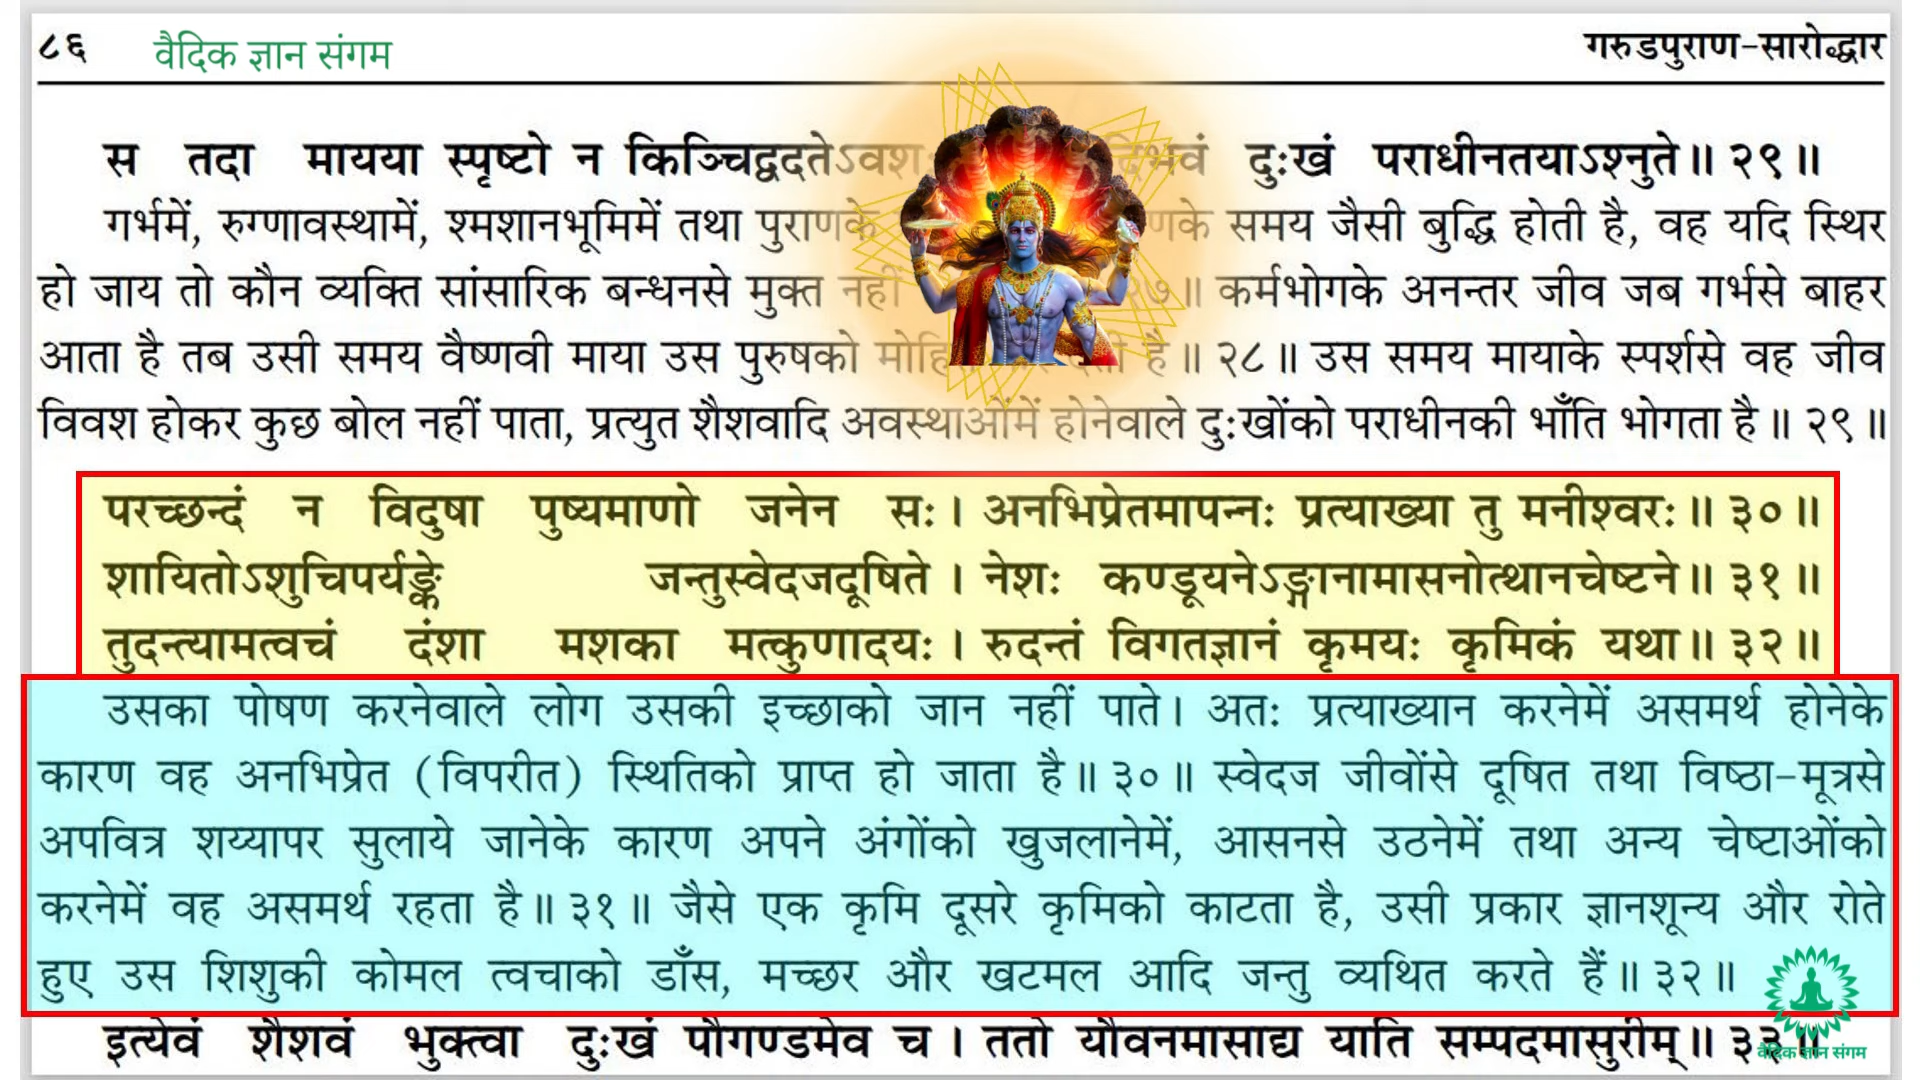 ८६ वैदिक ज्ञान संगम गरुडपुराण-सारोद्धार
स तदा मायया स्पृष्टो न किञ्चिद्वदतेऽवश दुःखं पराधीनतयाऽश्नुते॥ २९॥
गर्भमें, रुग्णावस्थामें, श्मशानभूमिमें तथा पुराणके समय जैसी बुद्धि होती है, वह यदि स्थिर
हो जाय तो कौन व्यक्ति सांसारिक बन्धनसे मुक्त नहीं २७॥ कर्मभोगके अनन्तर जीव जब गर्भसे बाहर
आता है तब उसी समय वैष्णवी माया उस पुरुषको है॥ २८॥ उस समय मायाके स्पर्शसे वह जीव
विवश होकर कुछ बोल नहीं पाता, प्रत्युत शैशवादि अवस्थाओंमें होनेवाले दुःखोंको पराधीनकी भाँति भोगता है॥ २९॥
परच्छन्दं न विदुषा पुष्यमाणो जनेन सः। अनभिप्रेतमापन्नः प्रत्याख्या तु मनीश्वरः॥ ३०॥
शायितोऽशुचिपर्यङ्के जन्तुस्वेदजदूषिते। नेशः कण्डूयनेऽङ्गानामासनोत्थानचेष्टने॥ ३१॥
तुदन्त्यामत्वचं दंशा मशका मत्कुणादयः। रुदन्तं विगतज्ञानं कृमयः कृमिकं यथा॥ ३२॥
उसका पोषण करनेवाले लोग उसकी इच्छाको जान नहीं पाते। अतः प्रत्याख्यान करनेमें असमर्थ होनेके
कारण वह अनभिप्रेत (विपरीत) स्थितिको प्राप्त हो जाता है॥ ३०॥ स्वेदज जीवोंसे दूषित तथा विष्ठा-मूत्रसे
अपवित्र शय्यापर सुलाये जानेके कारण अपने अंगोंको खुजलानेमें, आसनसे उठनेमें तथा अन्य चेष्टाओंको
करनेमें वह असमर्थ रहता है॥ ३१॥ जैसे एक कृमि दूसरे कृमिको काटता है, उसी प्रकार ज्ञानशून्य और रोते
हुए उस शिशुकी कोमल त्वचाको डाँस, मच्छर और खटमल आदि जन्तु व्यथित करते हैं॥ ३२॥
इत्येवं शैशवं भुक्त्वा दुःखं पौगण्डमेव च। ततो यौवनमासाद्य याति सम्पदमासुरीम्॥ ३३॥
वैदिक ज्ञान संगम